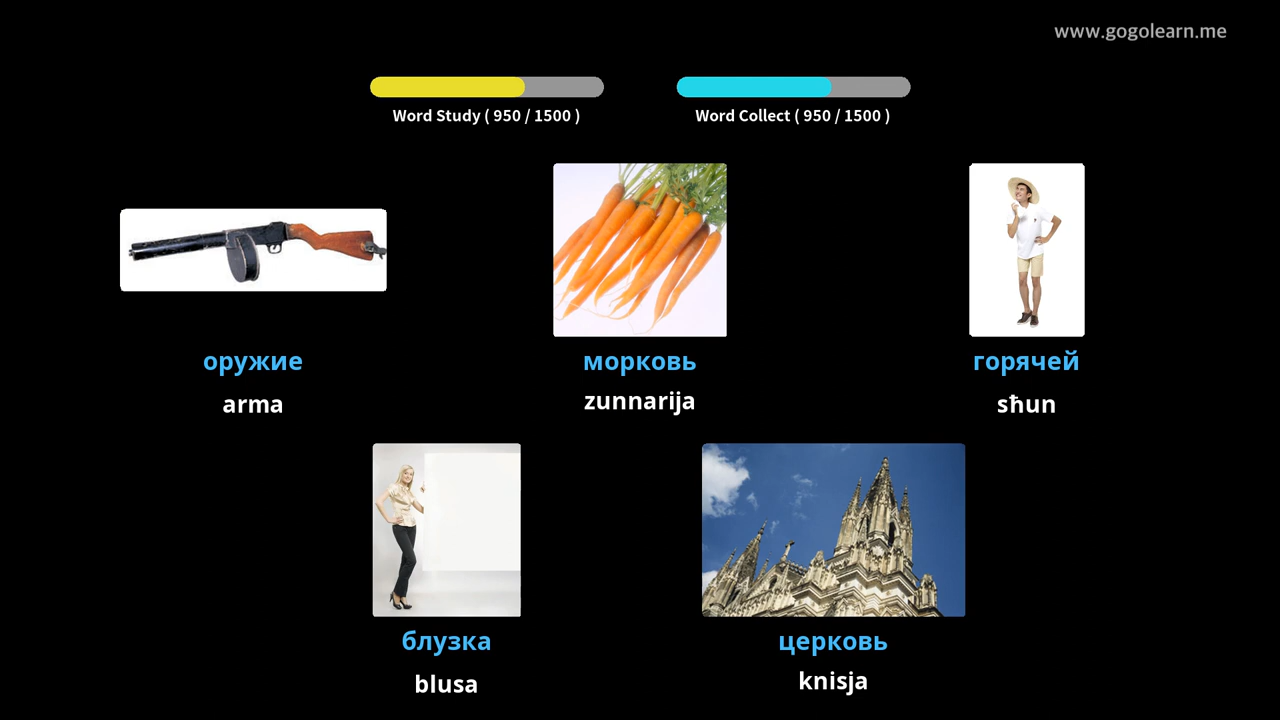 www.gogolearn.me
Word Study ( 950 / 1500 )
Word Collect ( 950 / 1500 )
оружие
arma
морковь
zunnarija
горячей
sħun
блузка
blusa
церковь
knisja